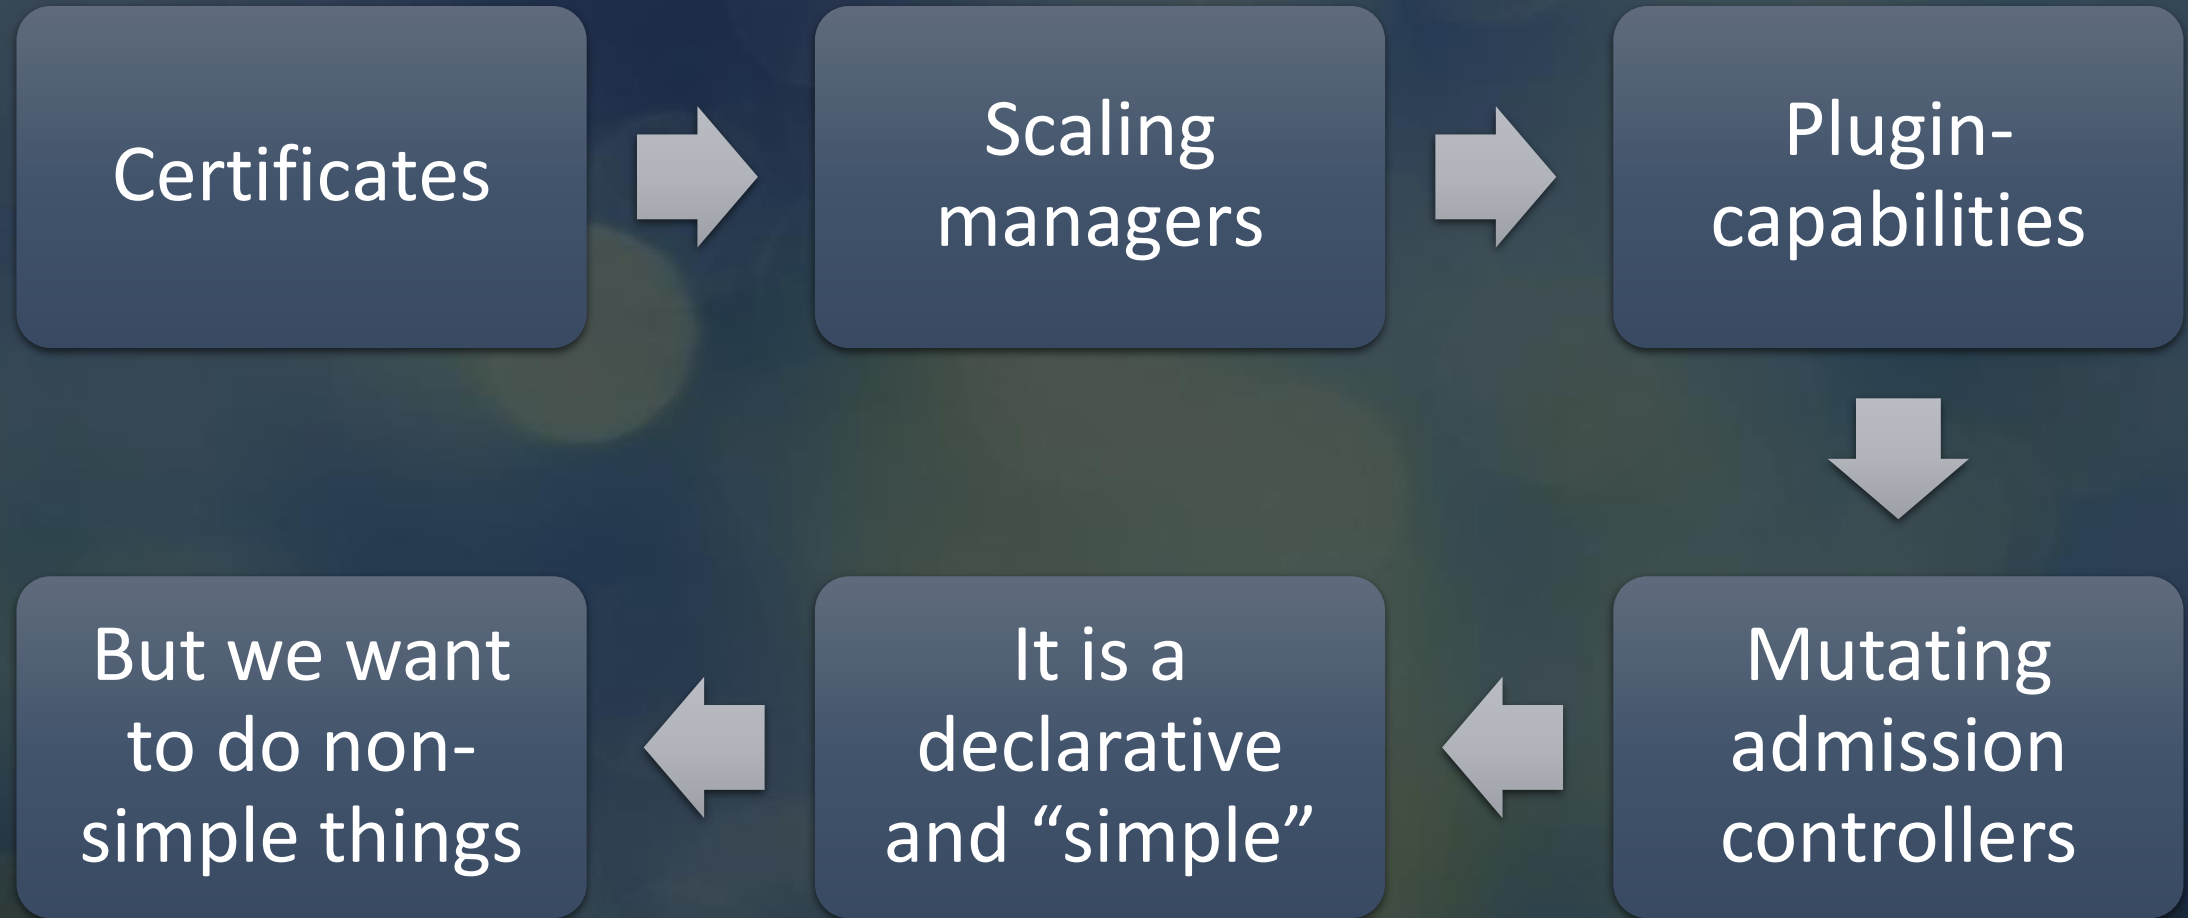 Certificates
Scaling
managers
Plugin-
capabilities
Mutating
admission
controllers
It is a
declarative
and “simple”
But we want
to do non-
simple things